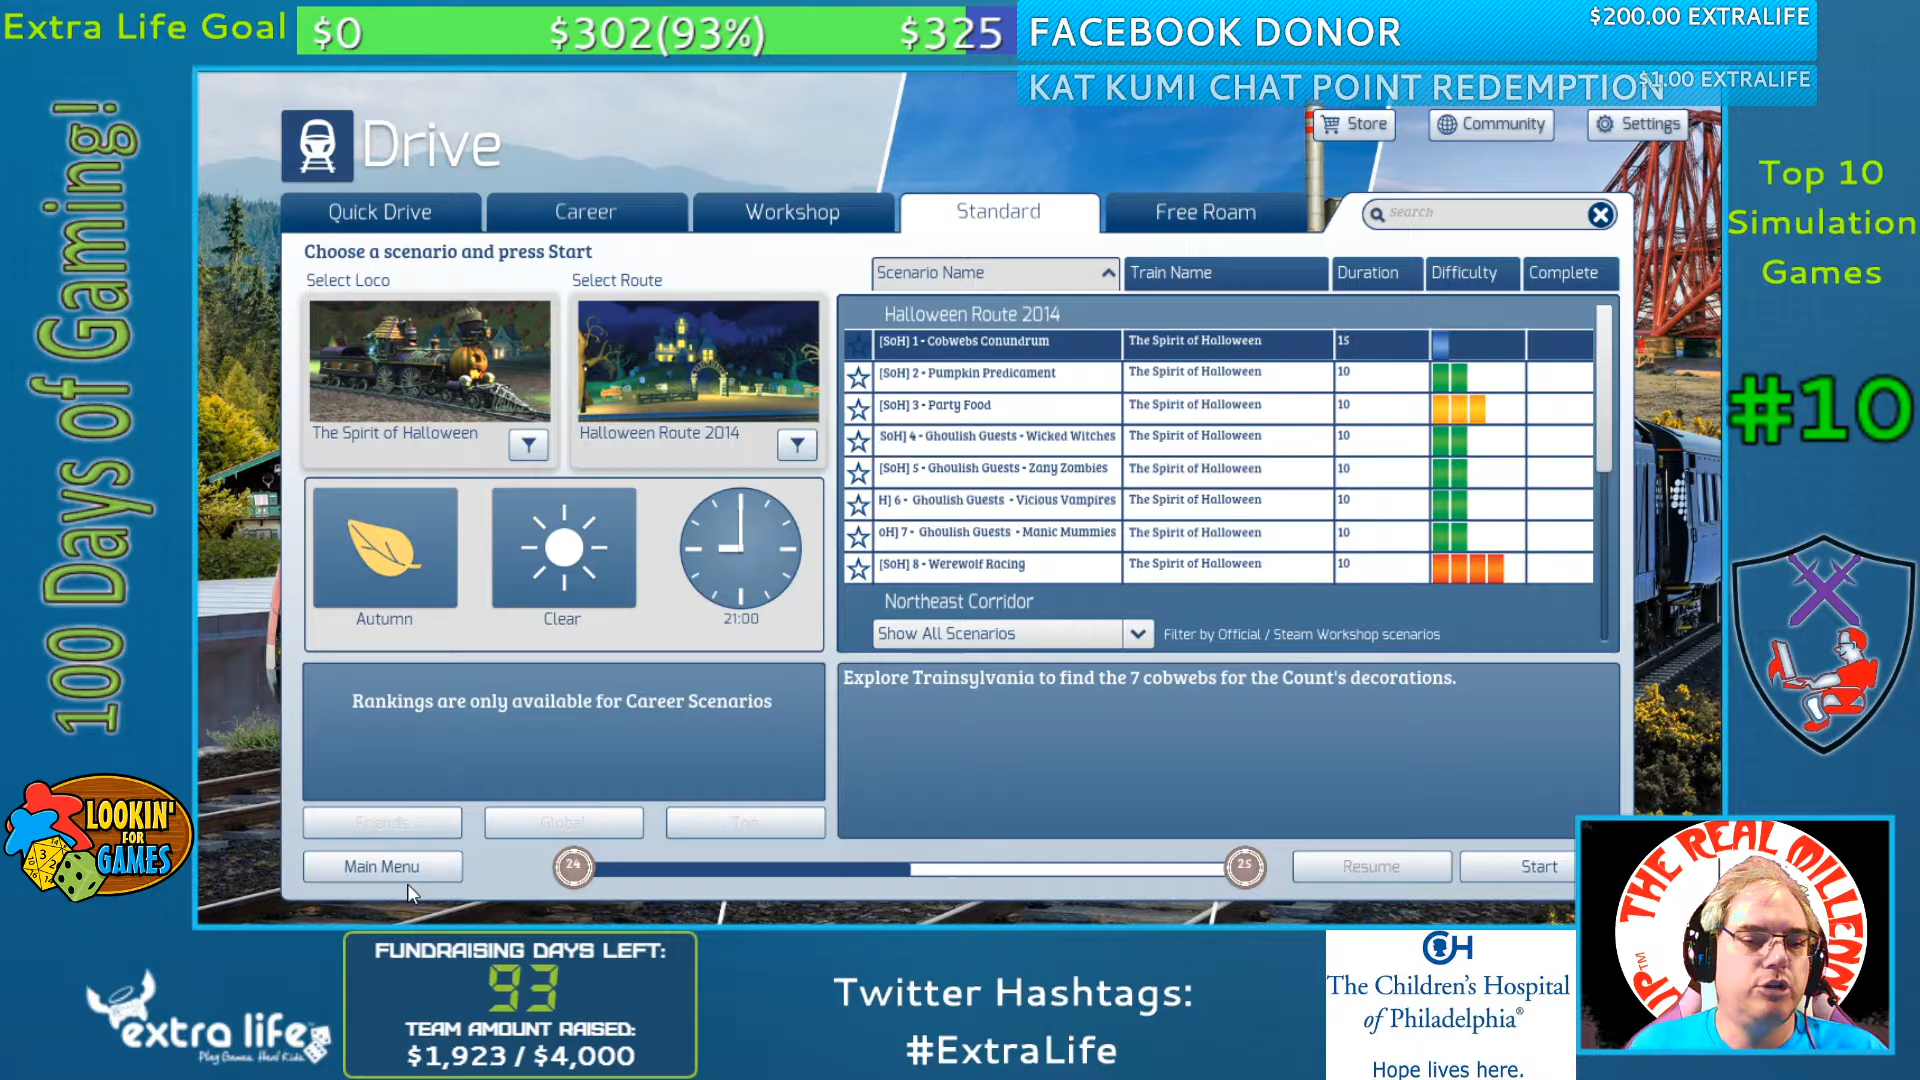 Extra Life Goal
$0 $302(93%) $325
FACEBOOK DONOR
$200.00 EXTRALIFE
KAT KUMI CHAT POINT REDEMPTION
$1.00 EXTRALIFE
100 Days of Gaming!
Drive
Store
Community
Settings
Top 10
Simulation
Games
#10
Quick Drive
Career
Workshop
Standard
Free Roam
Search
Choose a scenario and press Start
Select Loco
Select Route
The Spirit of Halloween
Halloween Route 2014
Scenario Name
Train Name
Duration
Difficulty
Complete
Halloween Route 2014
[SoH] 1 - Cobwebs Conundrum The Spirit of Halloween 15
[SoH] 2 - Pumpkin Predicament The Spirit of Halloween 10
[SoH] 3 - Party Food The Spirit of Halloween 10
SoH] 4 - Ghoulish Guests - Wicked Witches The Spirit of Halloween 10
[SoH] 5 - Ghoulish Guests - Zany Zombies The Spirit of Halloween 10
H] 6 - Ghoulish Guests - Vicious Vampires The Spirit of Halloween 10
oH] 7 - Ghoulish Guests - Manic Mummies The Spirit of Halloween 10
[SoH] 8 - Werewolf Racing The Spirit of Halloween 10
Northeast Corridor
Show All Scenarios
Filter by Official / Steam Workshop scenarios
Autumn
Clear
21:00
Rankings are only available for Career Scenarios
Explore Trainsylvania to find the 7 cobwebs for the Count's decorations.
Friends
Global
Top
Main Menu
24
25
Resume
Start
LOOKIN'
FOR
GAMES
extra life
Play Games. Heal Kids.
FUNDRAISING DAYS LEFT:
93
TEAM AMOUNT RAISED:
$1,923 / $4,000
Twitter Hashtags:
#ExtraLife
CH
The Children's Hospital
of Philadelphia®
Hope lives here.
THE REAL MILLENN
UP™